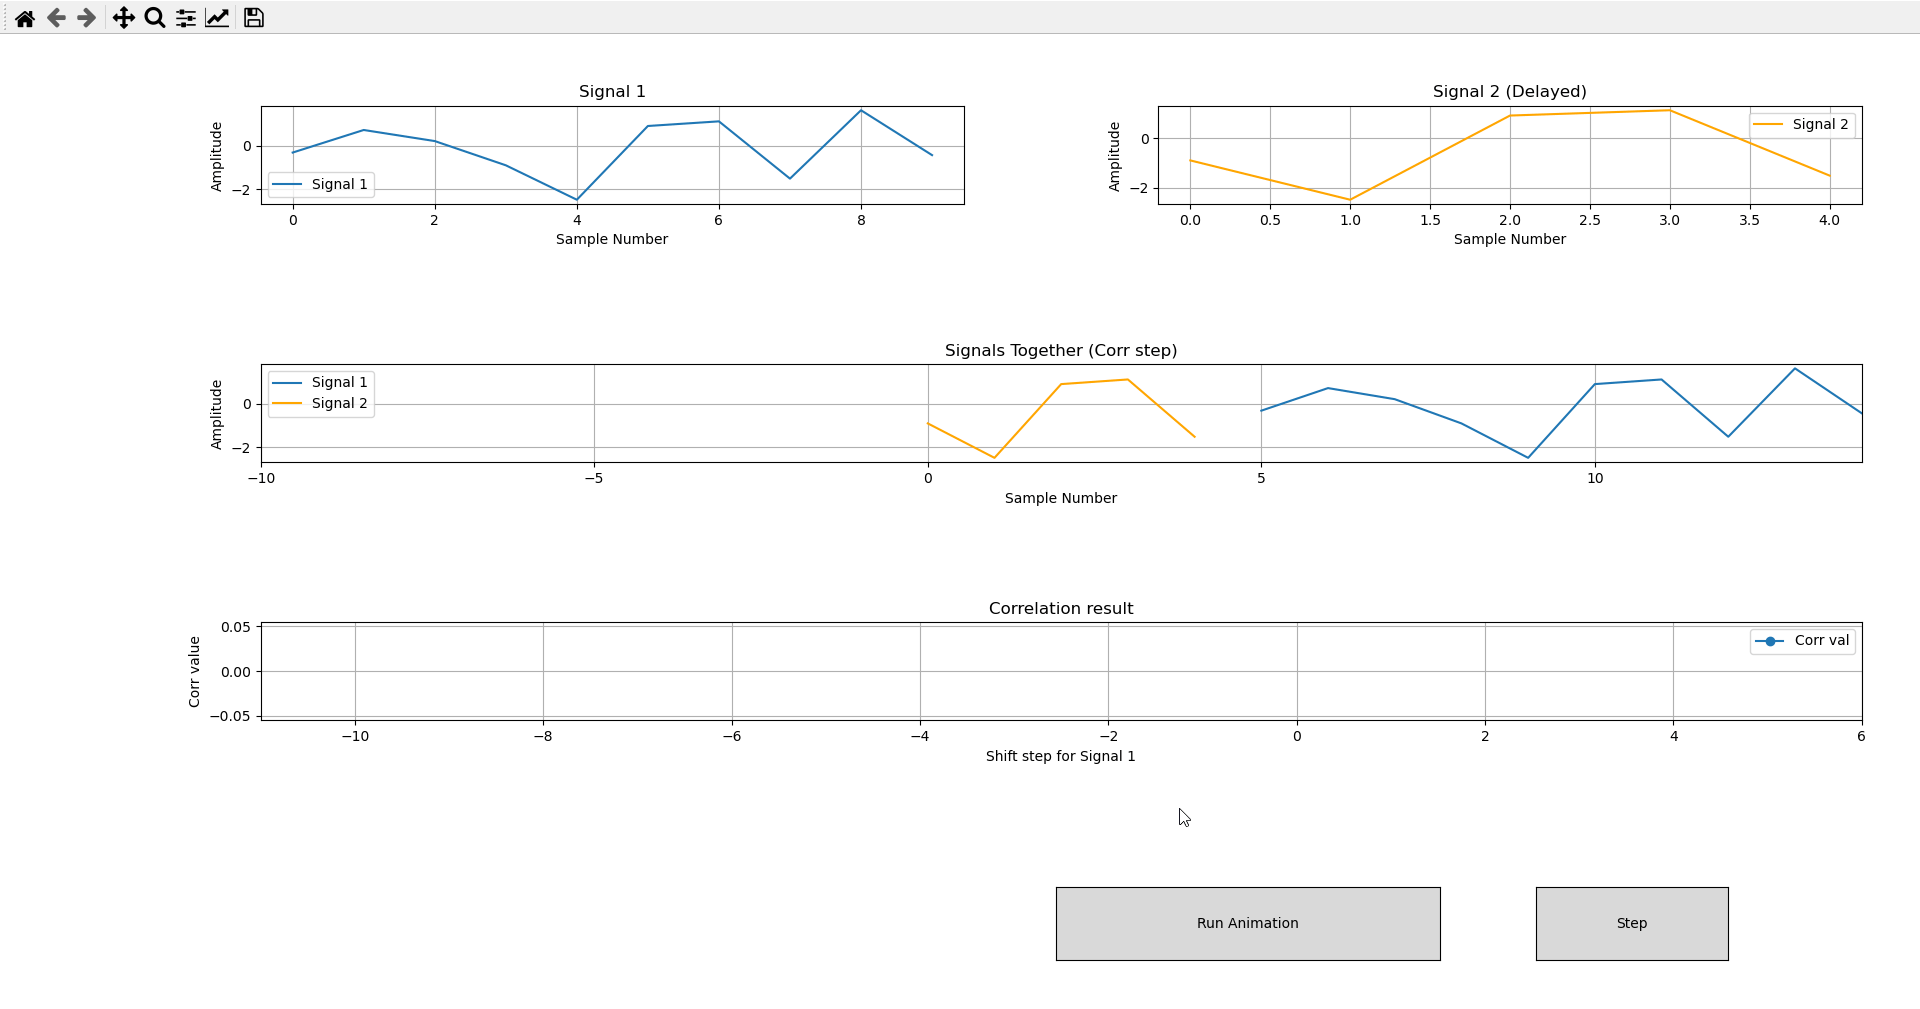 Signal 1
Amplitude
0
−2
Signal 1
0 2 4 6 8
Sample Number
Signal 2 (Delayed)
Amplitude
0
−2
Signal 2
0.0 0.5 1.0 1.5 2.0 2.5 3.0 3.5 4.0
Sample Number
Signals Together (Corr step)
Amplitude
0
−2
Signal 1
Signal 2
−10 −5 0 5 10
Sample Number
Correlation result
Corr value
0.05
0.00
−0.05
Corr val
−10 −8 −6 −4 −2 0 2 4 6
Shift step for Signal 1
Run Animation
Step